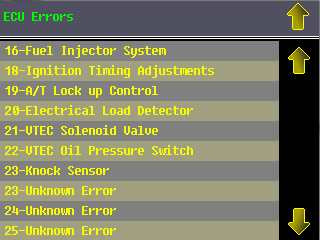 ECU Errors
16-Fuel Injector System
18-Ignition Timing Adjustments
19-A/T Lock up Control
20-Electrical Load Detector
21-VTEC Solenoid Valve
22-VTEC Oil Pressure Switch
23-Knock Sensor
23-Unknown Error
24-Unknown Error
25-Unknown Error